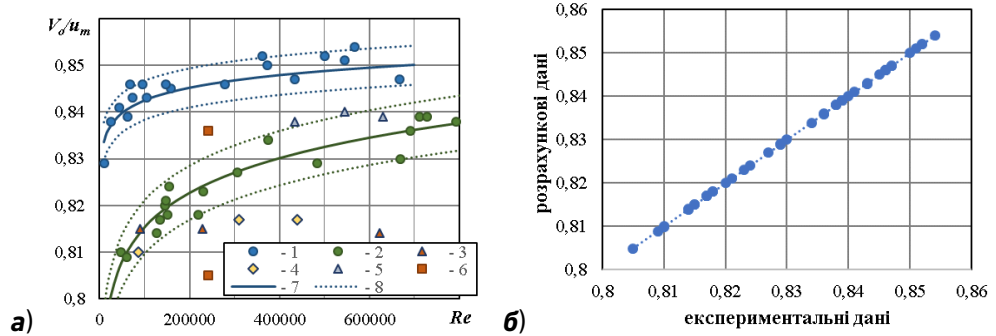 а)
V₀/uₘ
0,85
0,84
0,83
0,82
0,81
0,8
0 200000 400000 600000 Re
- 1 - 2 - 3
- 4 - 5 - 6
- 7 - 8
б)
розрахункові дані
0,86
0,85
0,84
0,83
0,82
0,81
0,8
0,8 0,81 0,82 0,83 0,84 0,85 0,86
експериментальні дані